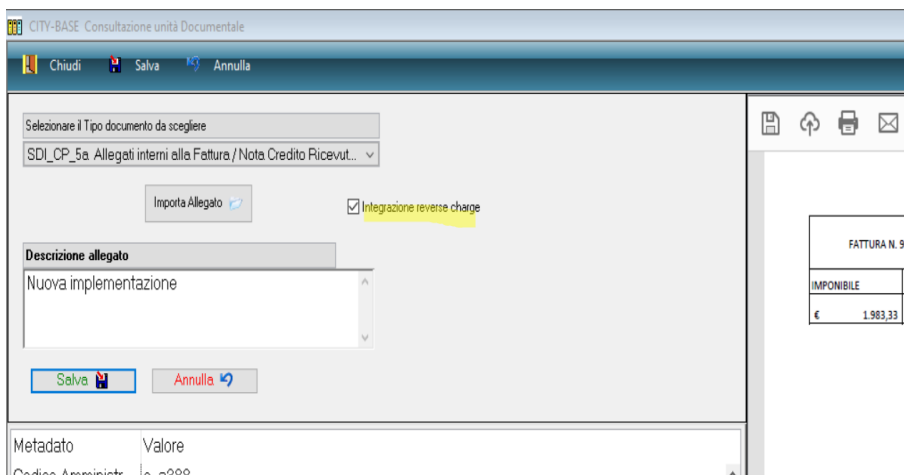 CITY-BASE Consultazione unità Documentale
Chiudi Salva Annulla
Selezionare il Tipo documento da scegliere
SDI_CP_5a Allegati interni alla Fattura / Nota Credito Ricevut...
Importa Allegato
Integrazione reverse charge
Descrizione allegato
Nuova implementazione
Salva Annulla
FATTURA N. 9
IMPONIBILE
€ 1.983,33
Metadato Valore
Codice Amministr